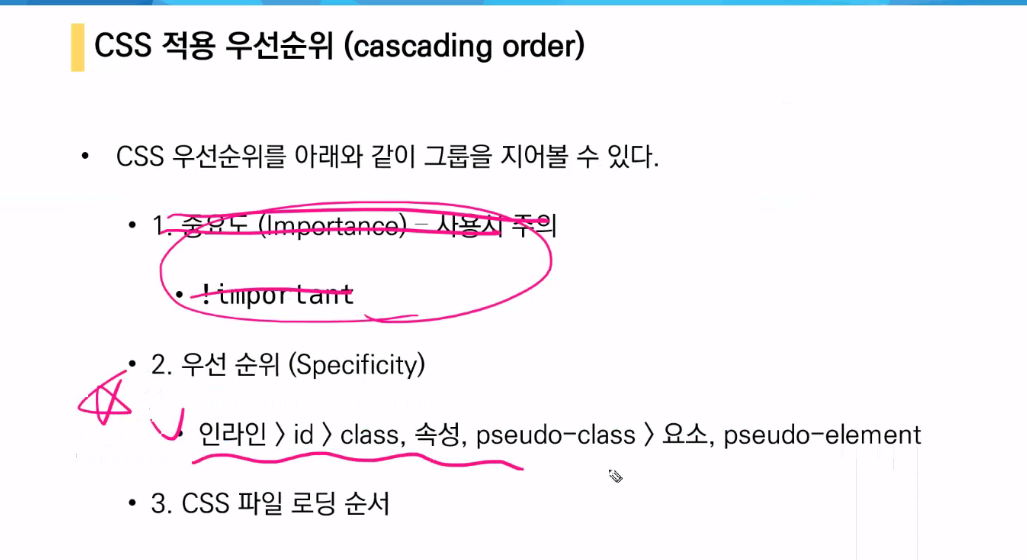 CSS 적용 우선순위 (cascading order)
• CSS 우선순위를 아래와 같이 그룹을 지어볼 수 있다.
• 1. 중요도 (Importance) – 사용시 주의
• !important
• 2. 우선 순위 (Specificity)
• 인라인 〉 id 〉 class, 속성, pseudo-class 〉 요소, pseudo-element
• 3. CSS 파일 로딩 순서